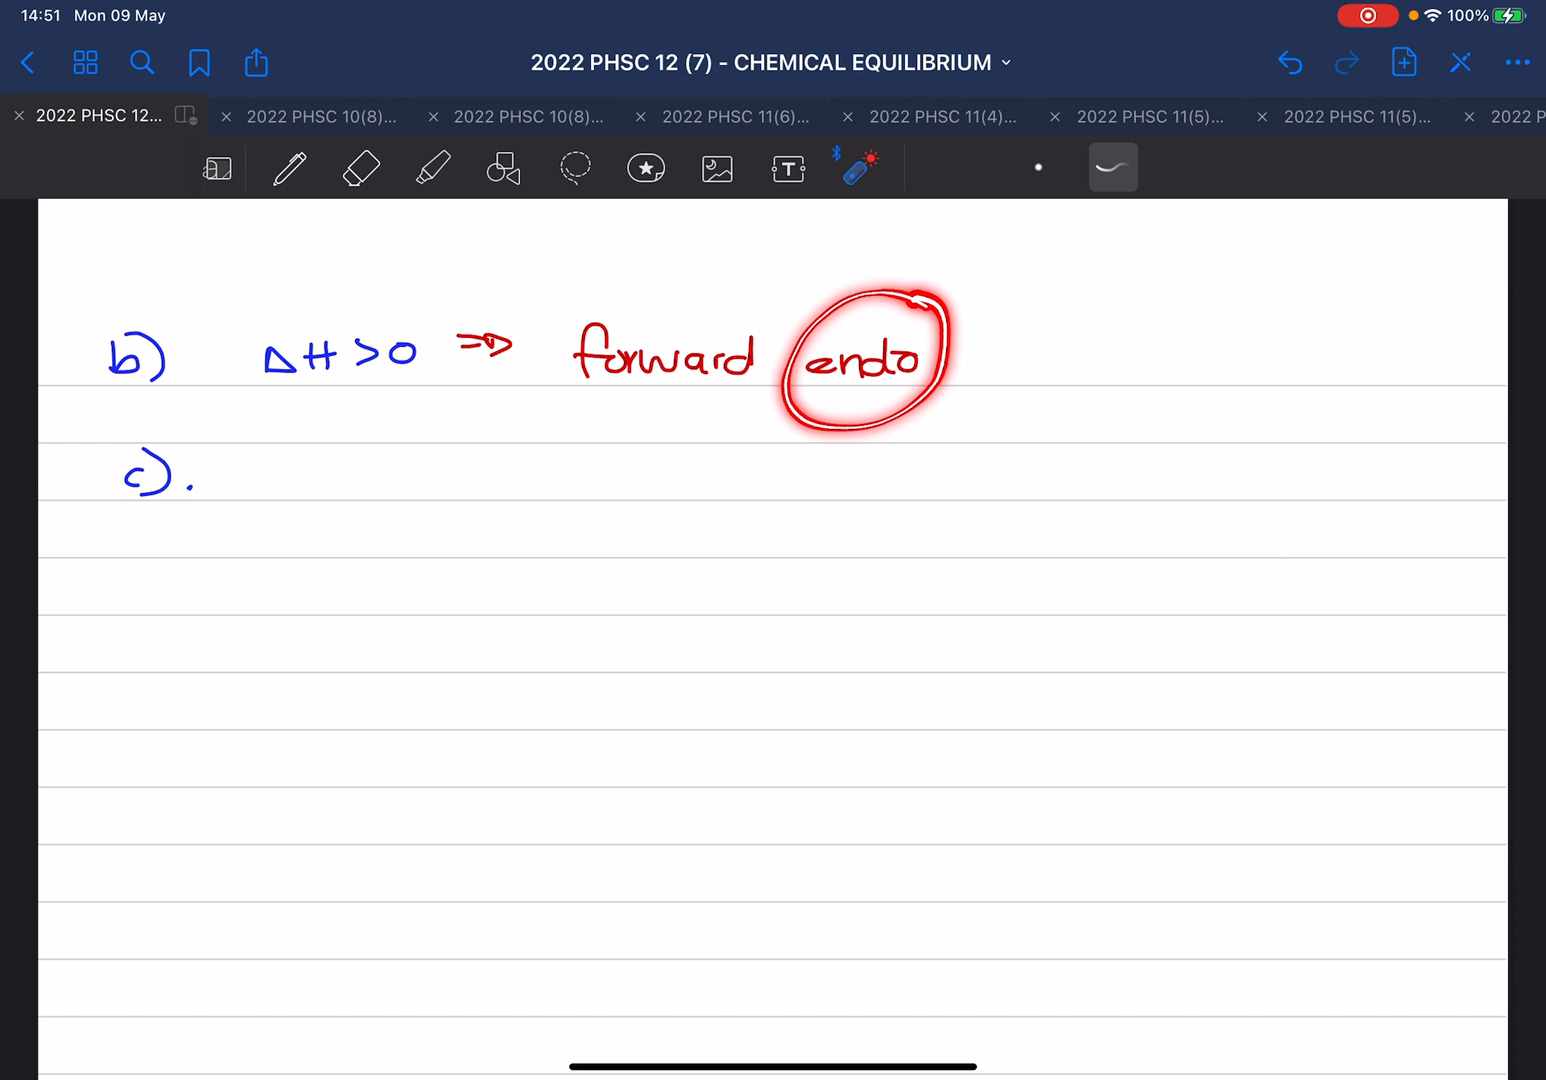 14:51 Mon 09 May 100%
2022 PHSC 12 (7) - CHEMICAL EQUILIBRIUM
2022 PHSC 12... 2022 PHSC 10(8)... 2022 PHSC 10(8)... 2022 PHSC 11(6)... 2022 PHSC 11(4)... 2022 PHSC 11(5)... 2022 PHSC 11(5)... 2022 P
b) ΔH >0 ⇒ forward endo
c).